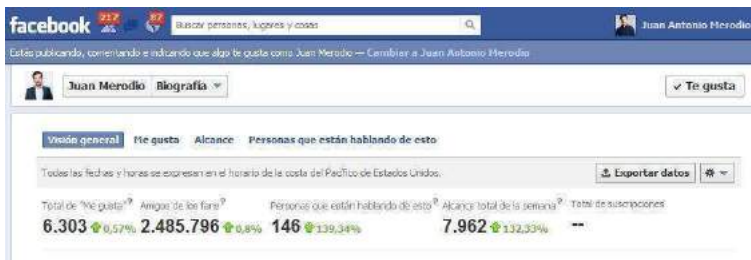 facebook 217 87 Buscar personas, lugares y cosas Juan Antonio Merodio
Estás publicando, comentando e indicando que algo te gusta como Juan Merodio — Cambiar a Juan Antonio Merodio
Juan Merodio Biografía ✓ Te gusta
Visión general Me gusta Alcance Personas que están hablando de esto
Todas las fechas y horas se expresan en el horario de la costa del Pacífico de Estados Unidos. Exportar datos
Total de "Me gusta"? Amigos de los fans? Personas que están hablando de esto? Alcance total de la semana? Total de suscripciones
6.303 0,57% 2.485.796 0,8% 146 139,34% 7.962 132,33% --